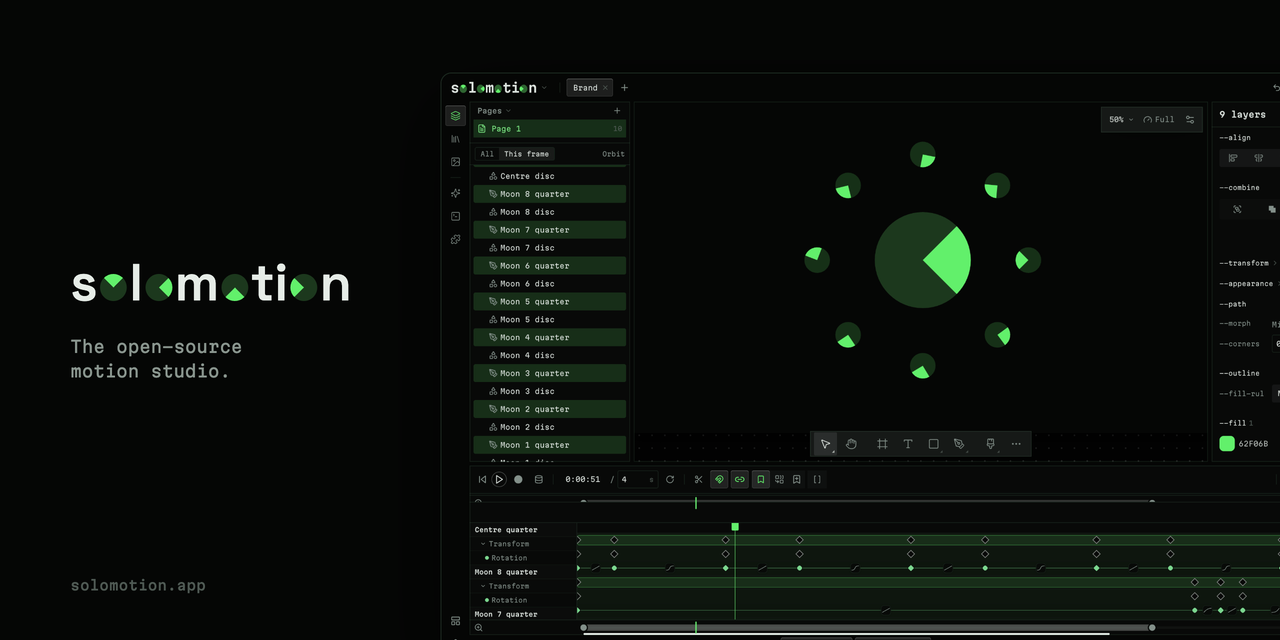 solomotion
The open-source
motion studio.
solomotion.app
solomotion
Brand
Pages
Page 1
10
All
This frame
Orbit
Centre disc
Moon 8 quarter
Moon 8 disc
Moon 7 quarter
Moon 7 disc
Moon 6 quarter
Moon 6 disc
Moon 5 quarter
Moon 5 disc
Moon 4 quarter
Moon 4 disc
Moon 3 quarter
Moon 3 disc
Moon 2 quarter
Moon 2 disc
Moon 1 quarter
50%
Full
9 layers
--align
--combine
--transform
--appearance
--path
--morph
--corners
--outline
--fill-rul
--fill 1
62F06B
0:00:51 / 4 s
Centre quarter
Transform
Rotation
Moon 8 quarter
Transform
Rotation
Moon 7 quarter